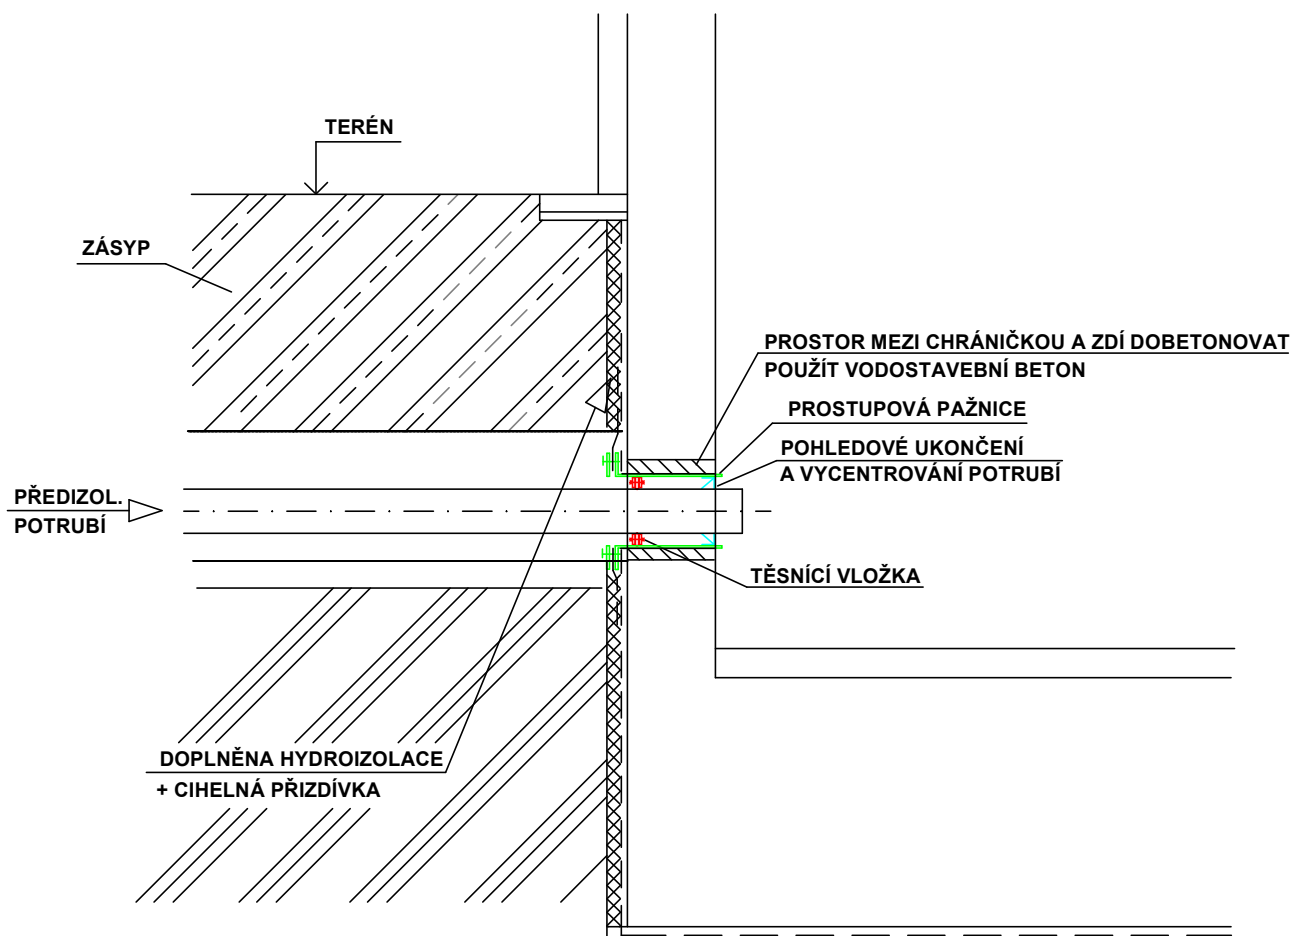 TERÉN
ZÁSYP
PROSTOR MEZI CHRÁNIČKOU A ZDÍ DOBETONOVAT
POUŽÍT VODOSTAVEBNÍ BETON
PROSTUPOVÁ PAŽNICE
POHLEDOVÉ UKONČENÍ
A VYCENTROVÁNÍ POTRUBÍ
PŘEDIZOL.
POTRUBÍ
TĚSNÍCÍ VLOŽKA
DOPLNĚNA HYDROIZOLACE
+ CIHELNÁ PŘIZDÍVKA